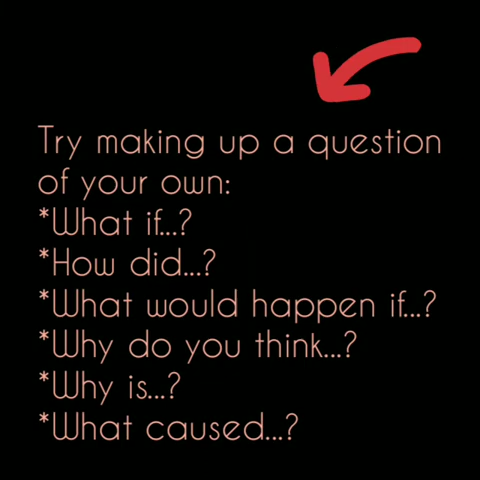 Try making up a question
of your own:
*What if...?
*How did...?
*What would happen if...?
*Why do you think...?
*Why is...?
*What caused...?